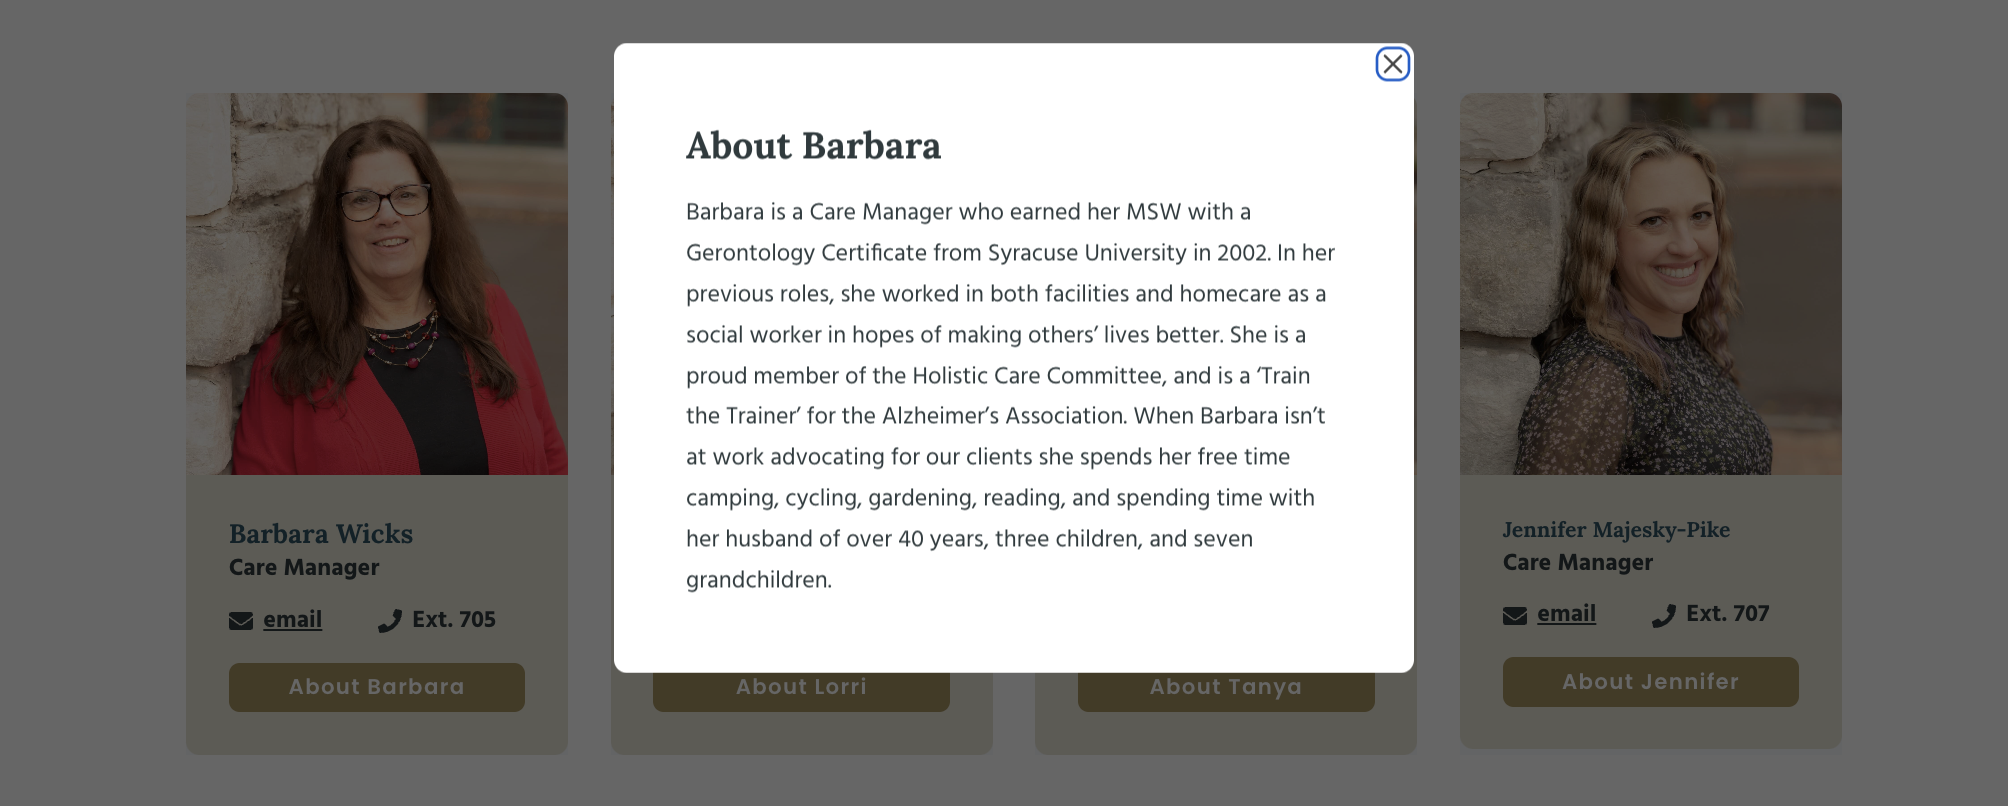 About Barbara
Barbara is a Care Manager who earned her MSW with a
Gerontology Certificate from Syracuse University in 2002. In her
previous roles, she worked in both facilities and homecare as a
social worker in hopes of making others’ lives better. She is a
proud member of the Holistic Care Committee, and is a ‘Train
the Trainer’ for the Alzheimer’s Association. When Barbara isn’t
at work advocating for our clients she spends her free time
camping, cycling, gardening, reading, and spending time with
her husband of over 40 years, three children, and seven
grandchildren.
Barbara Wicks
Care Manager
email Ext. 705
About Barbara
About Lorri
About Tanya
Jennifer Majesky-Pike
Care Manager
email Ext. 707
About Jennifer